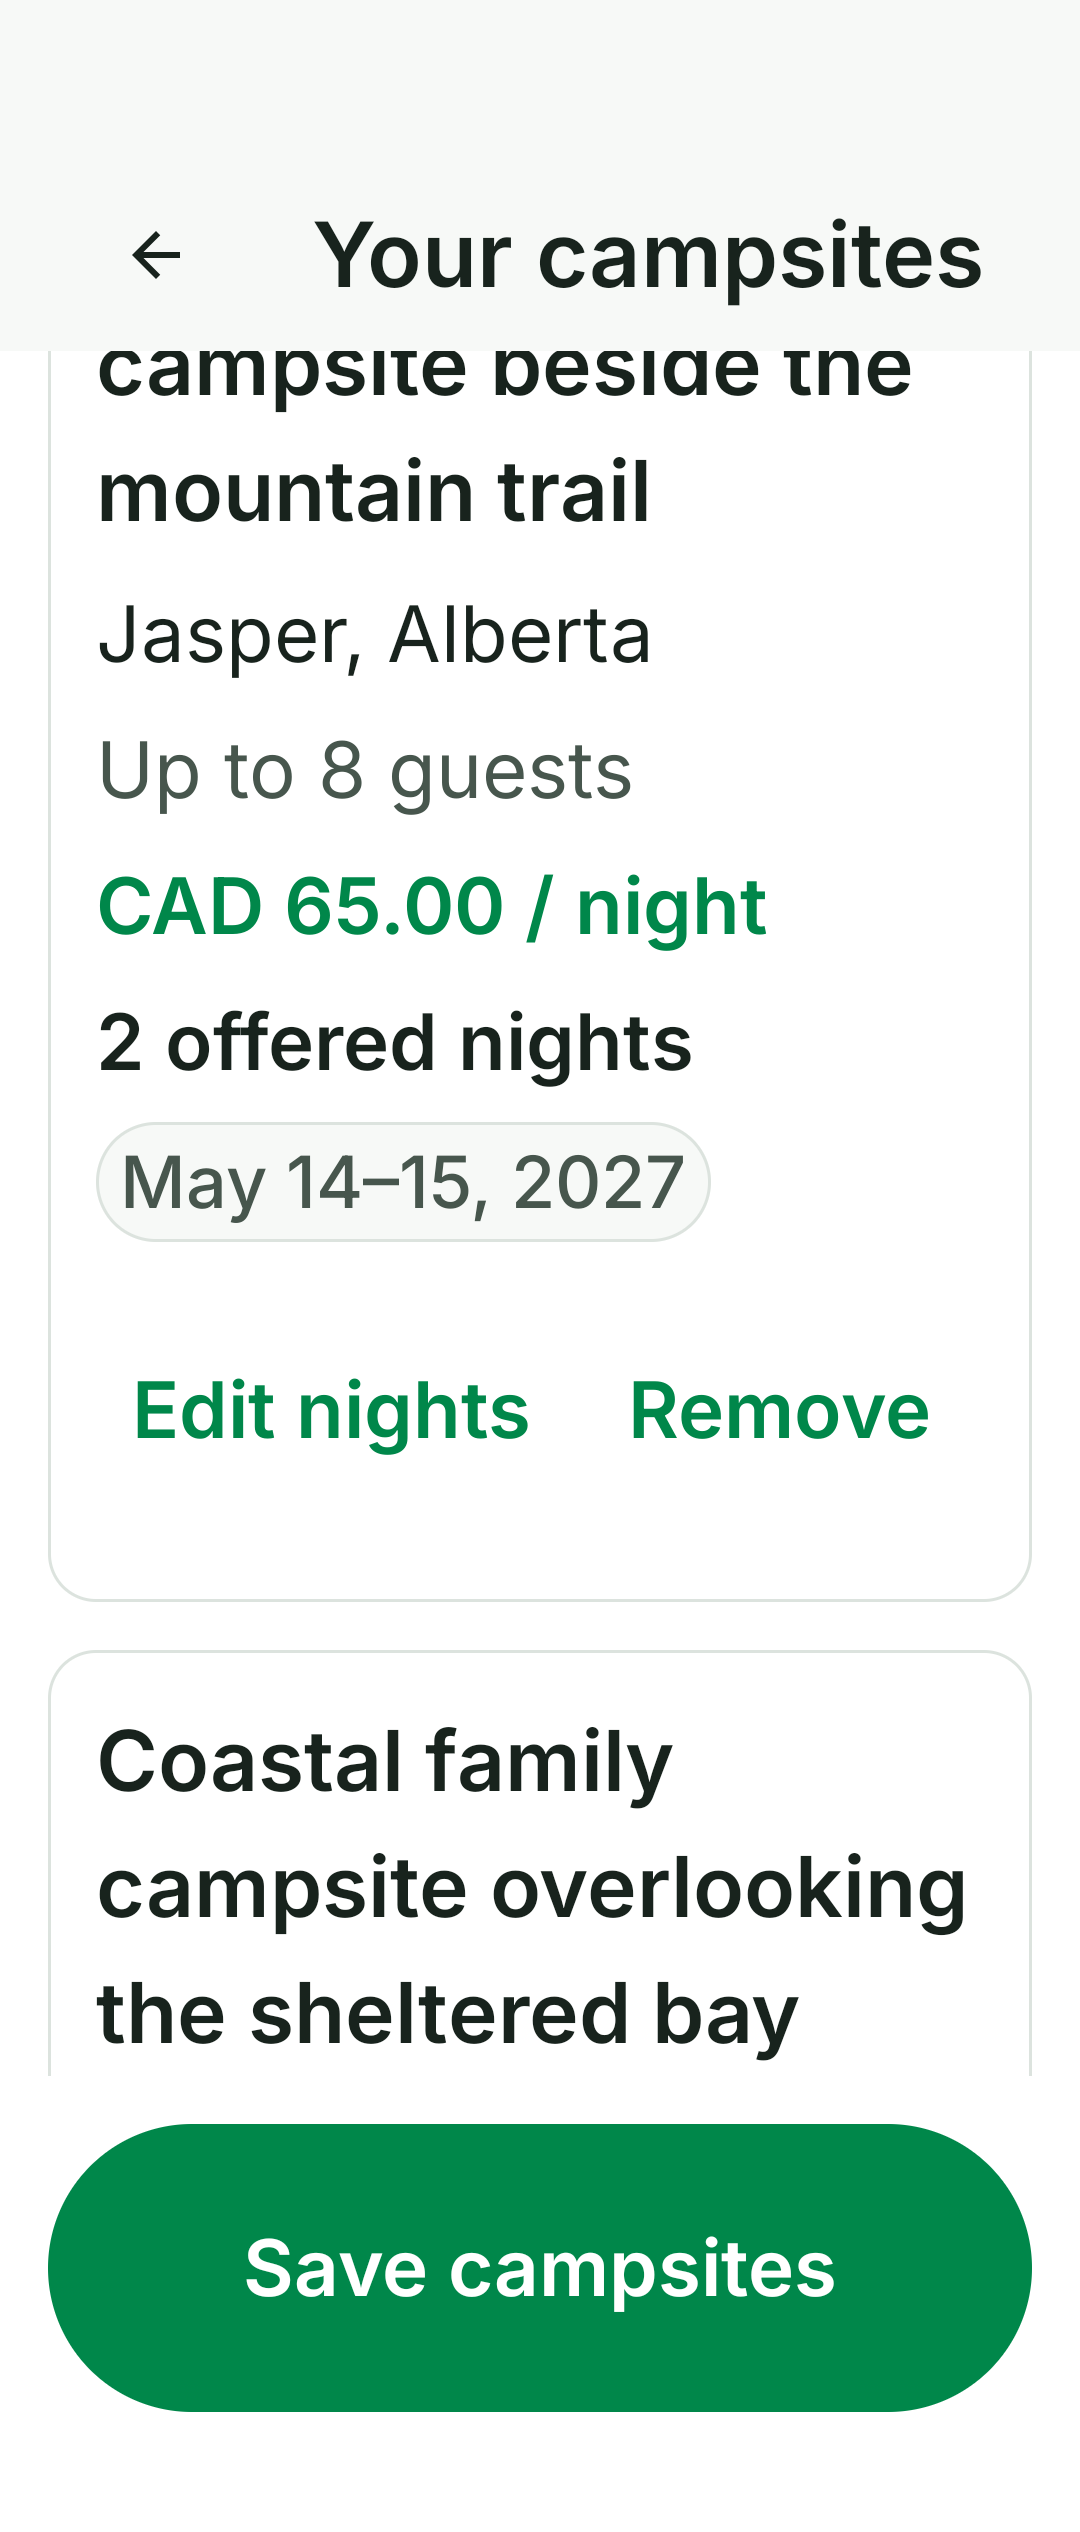 Your campsites
campsite beside the
mountain trail
Jasper, Alberta
Up to 8 guests
CAD 65.00 / night
2 offered nights
May 14–15, 2027
Edit nights Remove
Coastal family
campsite overlooking
the sheltered bay
Save campsites